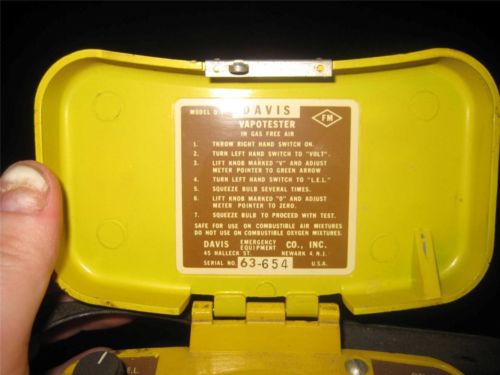 MODEL D
DAVIS
FM
VAPOTESTER
IN GAS FREE AIR
1. THROW RIGHT HAND SWITCH ON.
2. TURN LEFT HAND SWITCH TO "VOLT".
3. LIFT KNOB MARKED "V" AND ADJUST
METER POINTER TO GREEN ARROW
4. TURN LEFT HAND SWITCH TO "L.E.L."
5. SQUEEZE BULB SEVERAL TIMES.
6. LIFT KNOB MARKED "O" AND ADJUST
METER POINTER TO ZERO.
7. SQUEEZE BULB TO PROCEED WITH TEST.
SAFE FOR USE ON COMBUSTIBLE AIR MIXTURES
DO NOT USE ON COMBUSTIBLE OXYGEN MIXTURES.
DAVIS EMERGENCY EQUIPMENT CO., INC.
45 HALLECK ST. NEWARK 4, N.J.
SERIAL NO. 63-654 U.S.A.